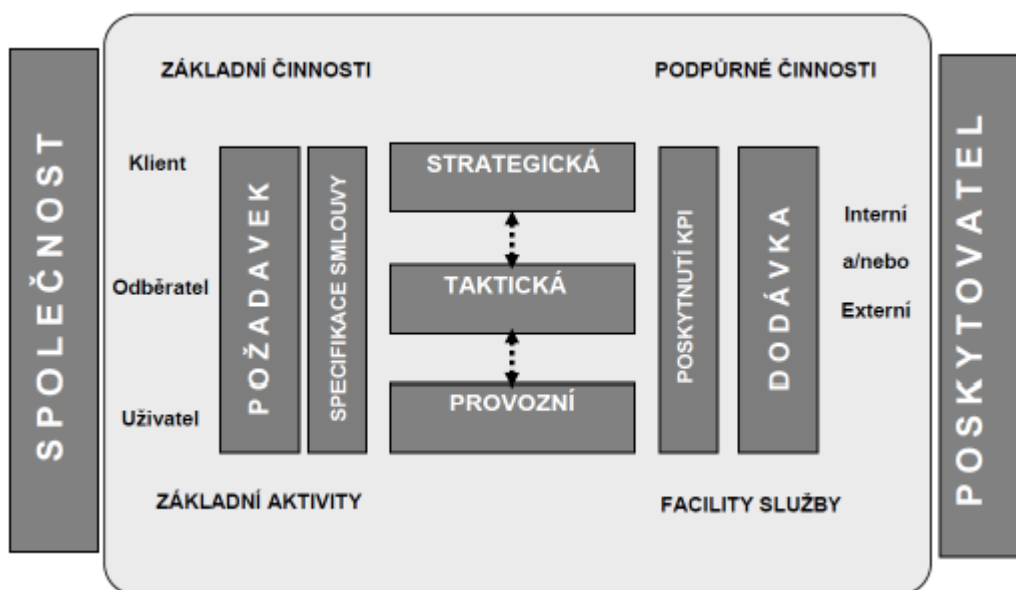 SPOLEČNOST
ZÁKLADNÍ ČINNOSTI
PODPŮRNÉ ČINNOSTI
Klient
Odběratel
Uživatel
POŽADAVEK
SPECIFIKACE SMLOUVY
STRATEGICKÁ
TAKTICKÁ
PROVOZNÍ
POSKYTNUTÍ KPI
DODÁVKA
Interní
a/nebo
Externí
ZÁKLADNÍ AKTIVITY
FACILITY SLUŽBY
POSKYTOVATEL